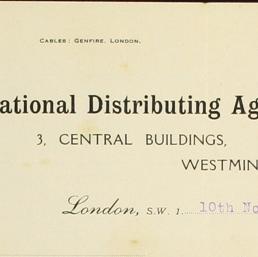 CABLES: GENFIRE, LONDON.
ational Distributing Ag
3, CENTRAL BUILDINGS,
WESTMIN
London, S.W. 1. 10th No